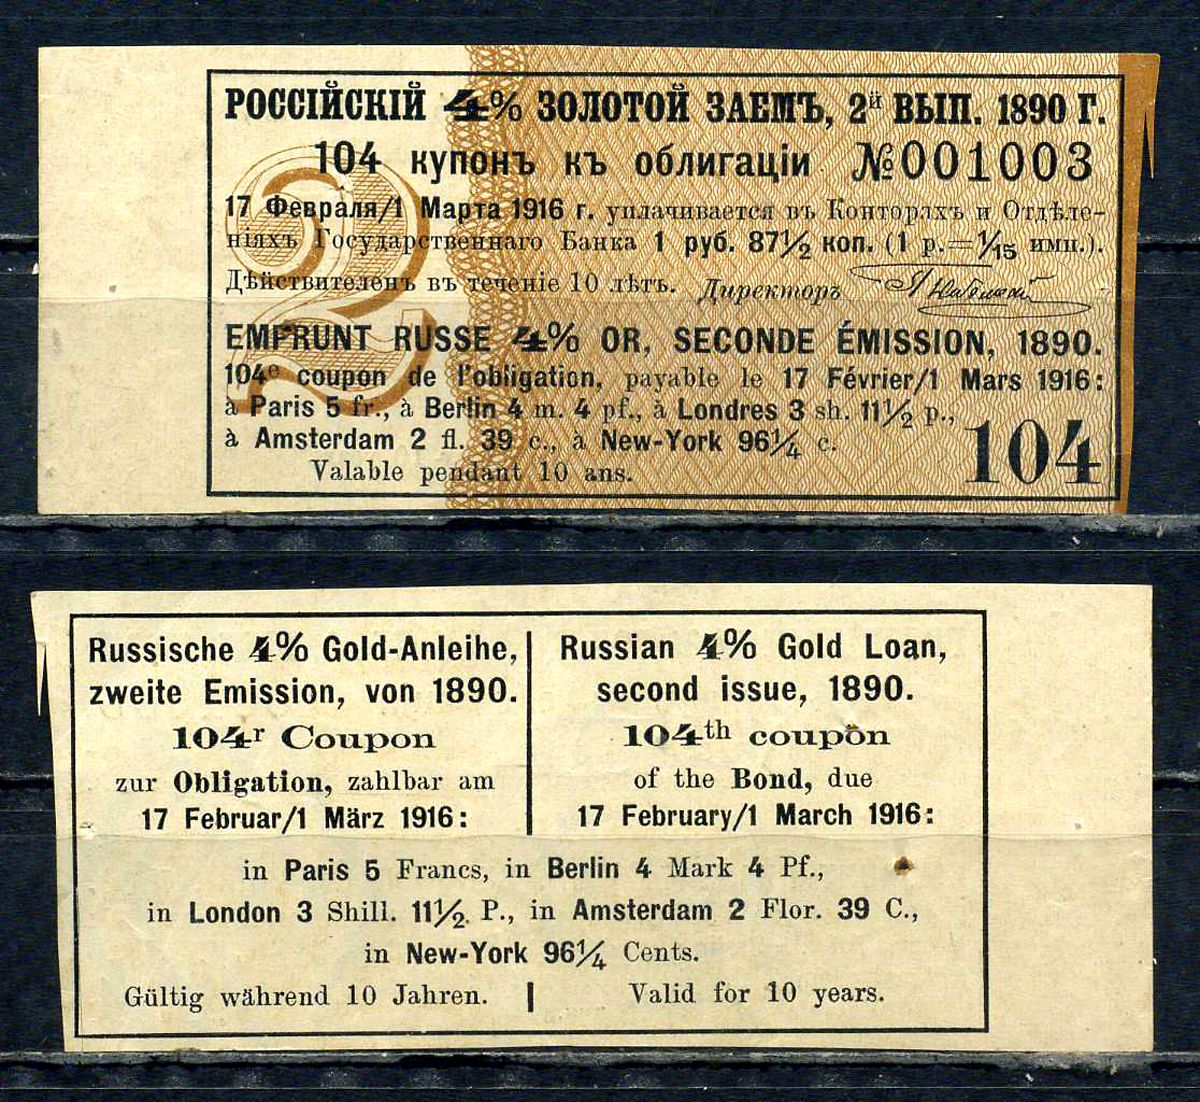 РОССІЙСКІЙ 4% ЗОЛОТОЙ ЗАЕМЪ, 2й ВЫП. 1890 Г.
104 купонъ къ облигаціи №001003
17 Февраля/1 Марта 1916 г. уплачивается въ Конторахъ и Отдѣле-
ніяхъ Государственнаго Банка 1 руб. 87½ коп. (1 р.=1/15 имп.).
Дѣйствителенъ въ теченіе 10 лѣтъ. Директоръ
2
EMPRUNT RUSSE 4% OR, SECONDE ÉMISSION, 1890.
104e coupon de l'obligation, payable le 17 Février/1 Mars 1916:
à Paris 5 fr., à Berlin 4 m. 4 pf., à Londres 3 sh. 11½ p.,
à Amsterdam 2 fl. 39 c., à New-York 96¼ c.
Valable pendant 10 ans.
104
Russische 4% Gold-Anleihe,
zweite Emission, von 1890.
104r Coupon
zur Obligation, zahlbar am
17 Februar/1 März 1916:
Russian 4% Gold Loan,
second issue, 1890.
104th coupon
of the Bond, due
17 February/1 March 1916:
in Paris 5 Francs, in Berlin 4 Mark 4 Pf.,
in London 3 Shill. 11½ P., in Amsterdam 2 Flor. 39 C.,
in New-York 96¼ Cents.
Gültig während 10 Jahren.
Valid for 10 years.